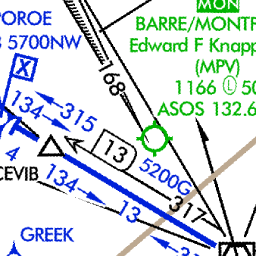 MON
POROE
BARRE/MONTP
5700NW
Edward F Knapp
(MPV)
1166 Ⓛ 50
ASOS 132.6
X
168
134
315
13
4
5200G
CEVIB
134
13
317
GREEK